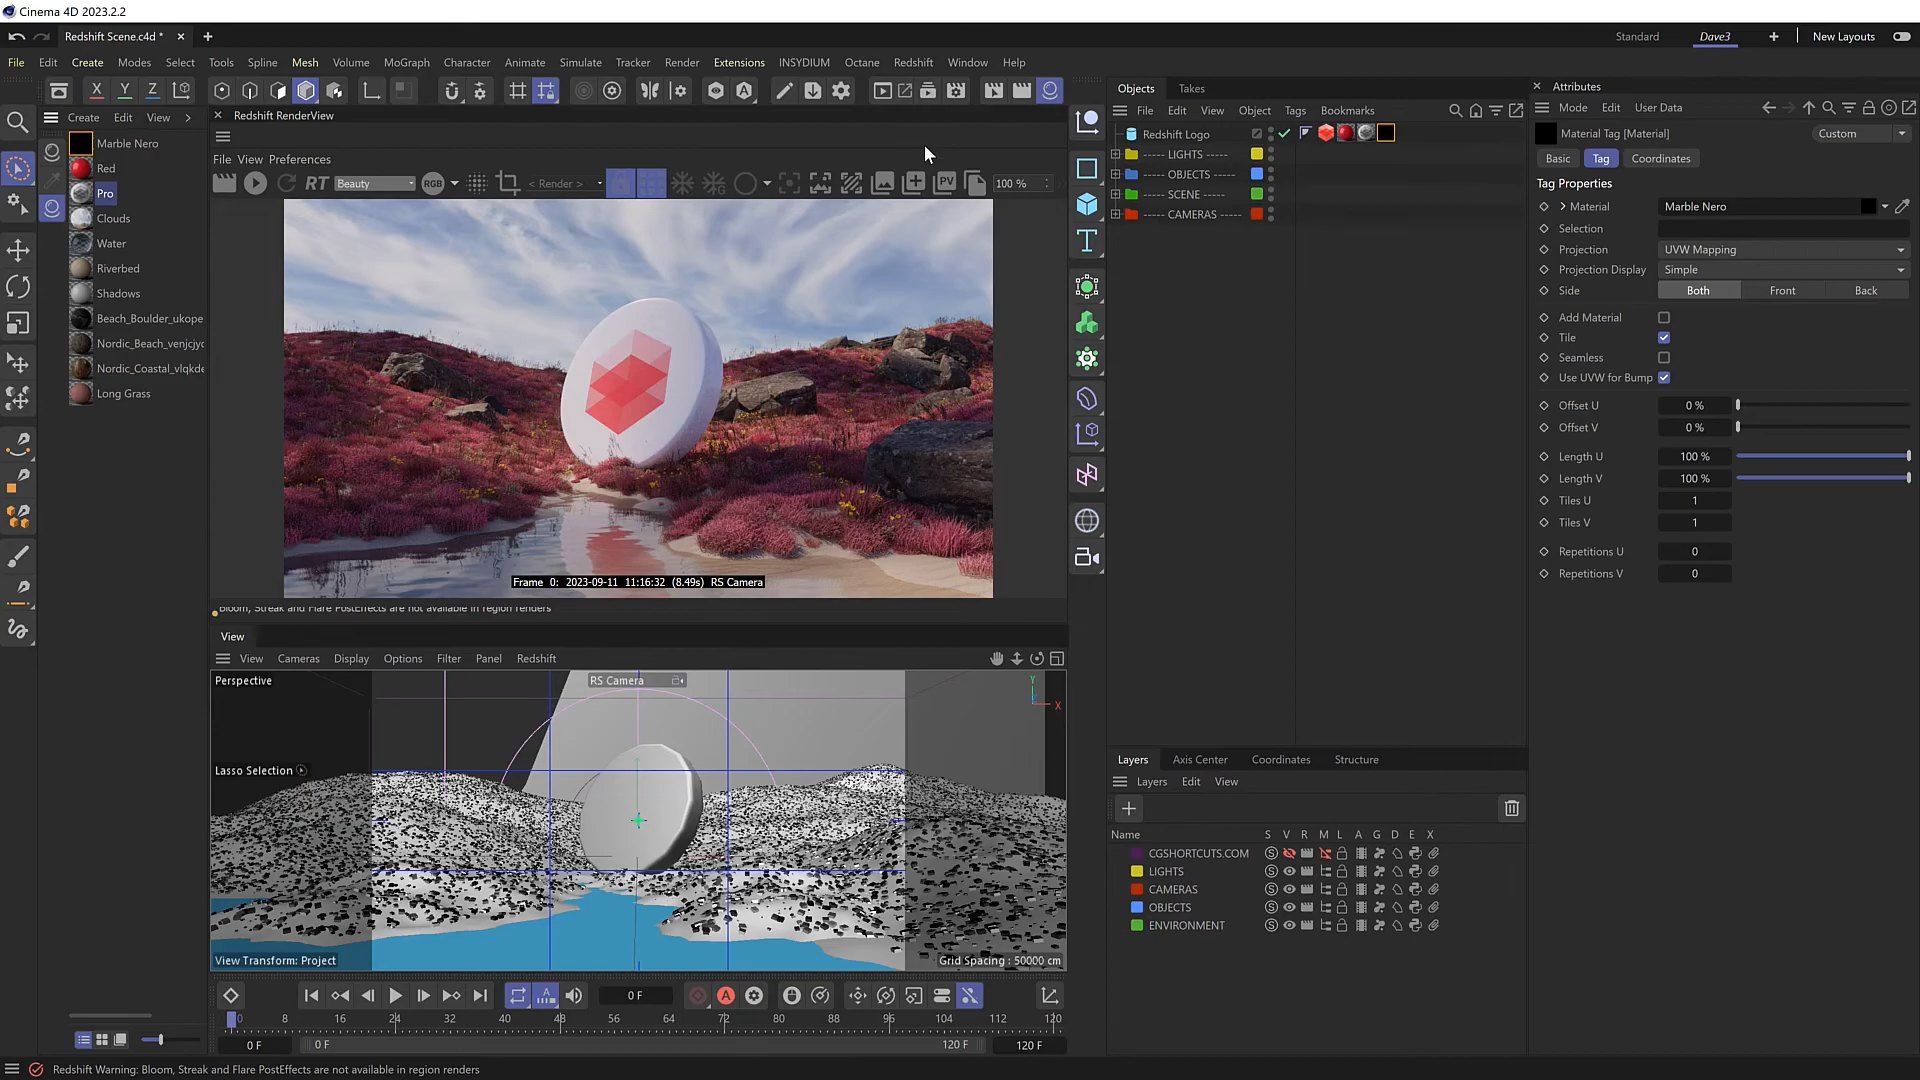 Cinema 4D 2023.2.2
Redshift Scene.c4d *
Standard Dave3 New Layouts
File Edit Create Modes Select Tools Spline Mesh Volume MoGraph Character Animate Simulate Tracker Render Extensions INSYDIUM Octane Redshift Window Help
X Y Z
Create Edit View
Marble Nero
Red
Pro
Clouds
Water
Riverbed
Shadows
Beach_Boulder_ukope
Nordic_Beach_venjcjyc
Nordic_Coastal_vlqkde
Long Grass
Redshift RenderView
File View Preferences
RT Beauty RGB < Render > PV 100 %
Frame 0: 2023-09-11 11:16:32 (8.49s) RS Camera
Bloom, Streak and Flare PostEffects are not available in region renders
View
View Cameras Display Options Filter Panel Redshift
Perspective
RS Camera
Y
X
Lasso Selection
View Transform: Project
Grid Spacing : 50000 cm
0 F
0 8 16 24 32 40 48 56 64 72 80 88 96 104 112 120
0 F 0 F 120 F 120 F
Redshift Warning: Bloom, Streak and Flare PostEffects are not available in region renders
Objects Takes
File Edit View Object Tags Bookmarks
Redshift Logo
----- LIGHTS -----
----- OBJECTS -----
----- SCENE -----
----- CAMERAS -----
Layers Axis Center Coordinates Structure
Layers Edit View
Name S V R M L A G D E X
CGSHORTCUTS.COM
LIGHTS
CAMERAS
OBJECTS
ENVIRONMENT
Attributes
Mode Edit User Data
Material Tag [Material] Custom
Basic Tag Coordinates
Tag Properties
Material Marble Nero
Selection
Projection UVW Mapping
Projection Display Simple
Side Both Front Back
Add Material
Tile
Seamless
Use UVW for Bump
Offset U 0 %
Offset V 0 %
Length U 100 %
Length V 100 %
Tiles U 1
Tiles V 1
Repetitions U 0
Repetitions V 0